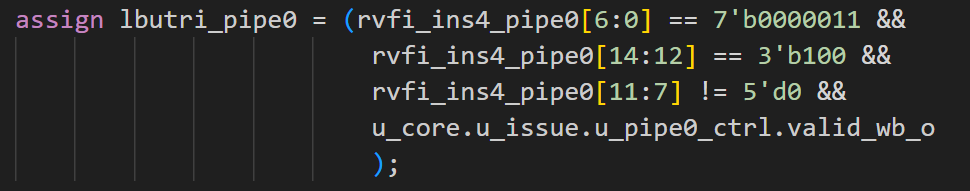 assign lbutri_pipe0 = (rvfi_ins4_pipe0[6:0] == 7'b0000011 &&
rvfi_ins4_pipe0[14:12] == 3'b100 &&
rvfi_ins4_pipe0[11:7] != 5'd0 &&
u_core.u_issue.u_pipe0_ctrl.valid_wb_o
);